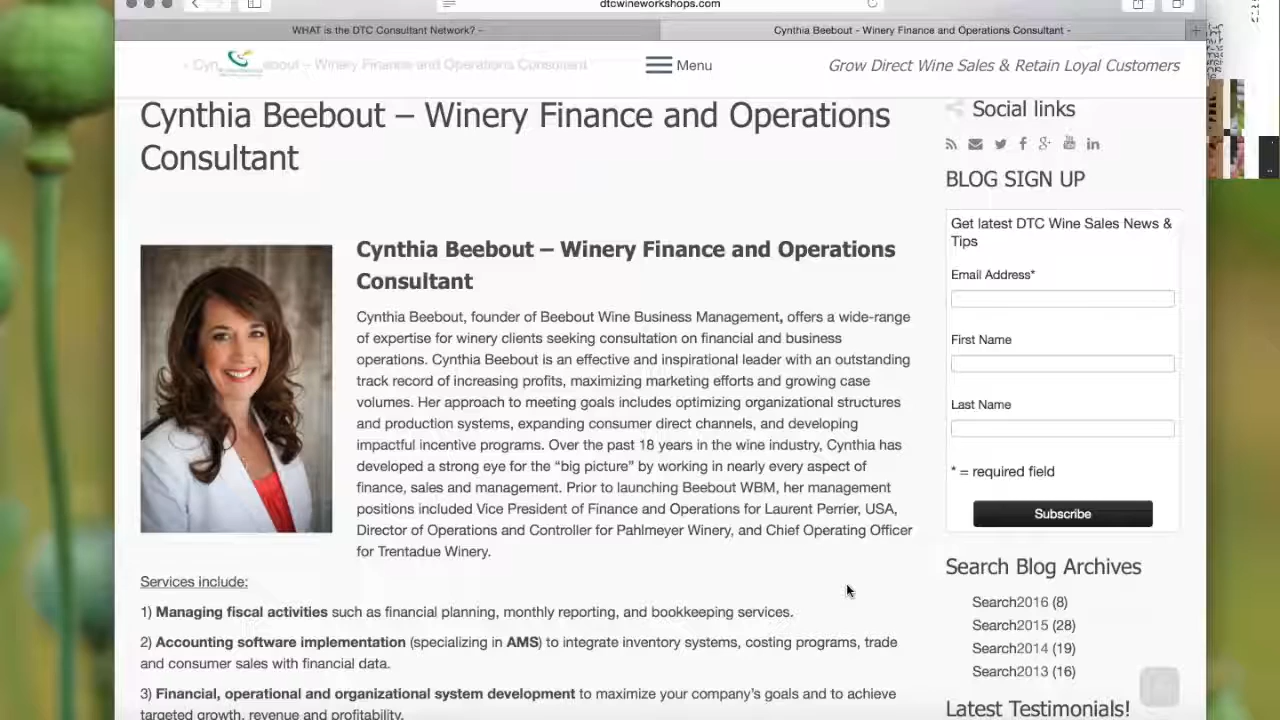 dtcwineworkshops.com
WHAT is the DTC Consultant Network? –
Cynthia Beebout - Winery Finance and Operations Consultant -
Menu
Grow Direct Wine Sales & Retain Loyal Customers
Cynthia Beebout – Winery Finance and Operations
Consultant
Cynthia Beebout – Winery Finance and Operations
Consultant
Cynthia Beebout, founder of Beebout Wine Business Management, offers a wide-range
of expertise for winery clients seeking consultation on financial and business
operations. Cynthia Beebout is an effective and inspirational leader with an outstanding
track record of increasing profits, maximizing marketing efforts and growing case
volumes. Her approach to meeting goals includes optimizing organizational structures
and production systems, expanding consumer direct channels, and developing
impactful incentive programs. Over the past 18 years in the wine industry, Cynthia has
developed a strong eye for the “big picture” by working in nearly every aspect of
finance, sales and management. Prior to launching Beebout WBM, her management
positions included Vice President of Finance and Operations for Laurent Perrier, USA,
Director of Operations and Controller for Pahlmeyer Winery, and Chief Operating Officer
for Trentadue Winery.
Services include:
1) Managing fiscal activities such as financial planning, monthly reporting, and bookkeeping services.
2) Accounting software implementation (specializing in AMS) to integrate inventory systems, costing programs, trade
and consumer sales with financial data.
3) Financial, operational and organizational system development to maximize your company’s goals and to achieve
targeted growth, revenue and profitability.
Social links
BLOG SIGN UP
Get latest DTC Wine Sales News &
Tips
Email Address*
First Name
Last Name
* = required field
Subscribe
Search Blog Archives
Search2016 (8)
Search2015 (28)
Search2014 (19)
Search2013 (16)
Latest Testimonials!